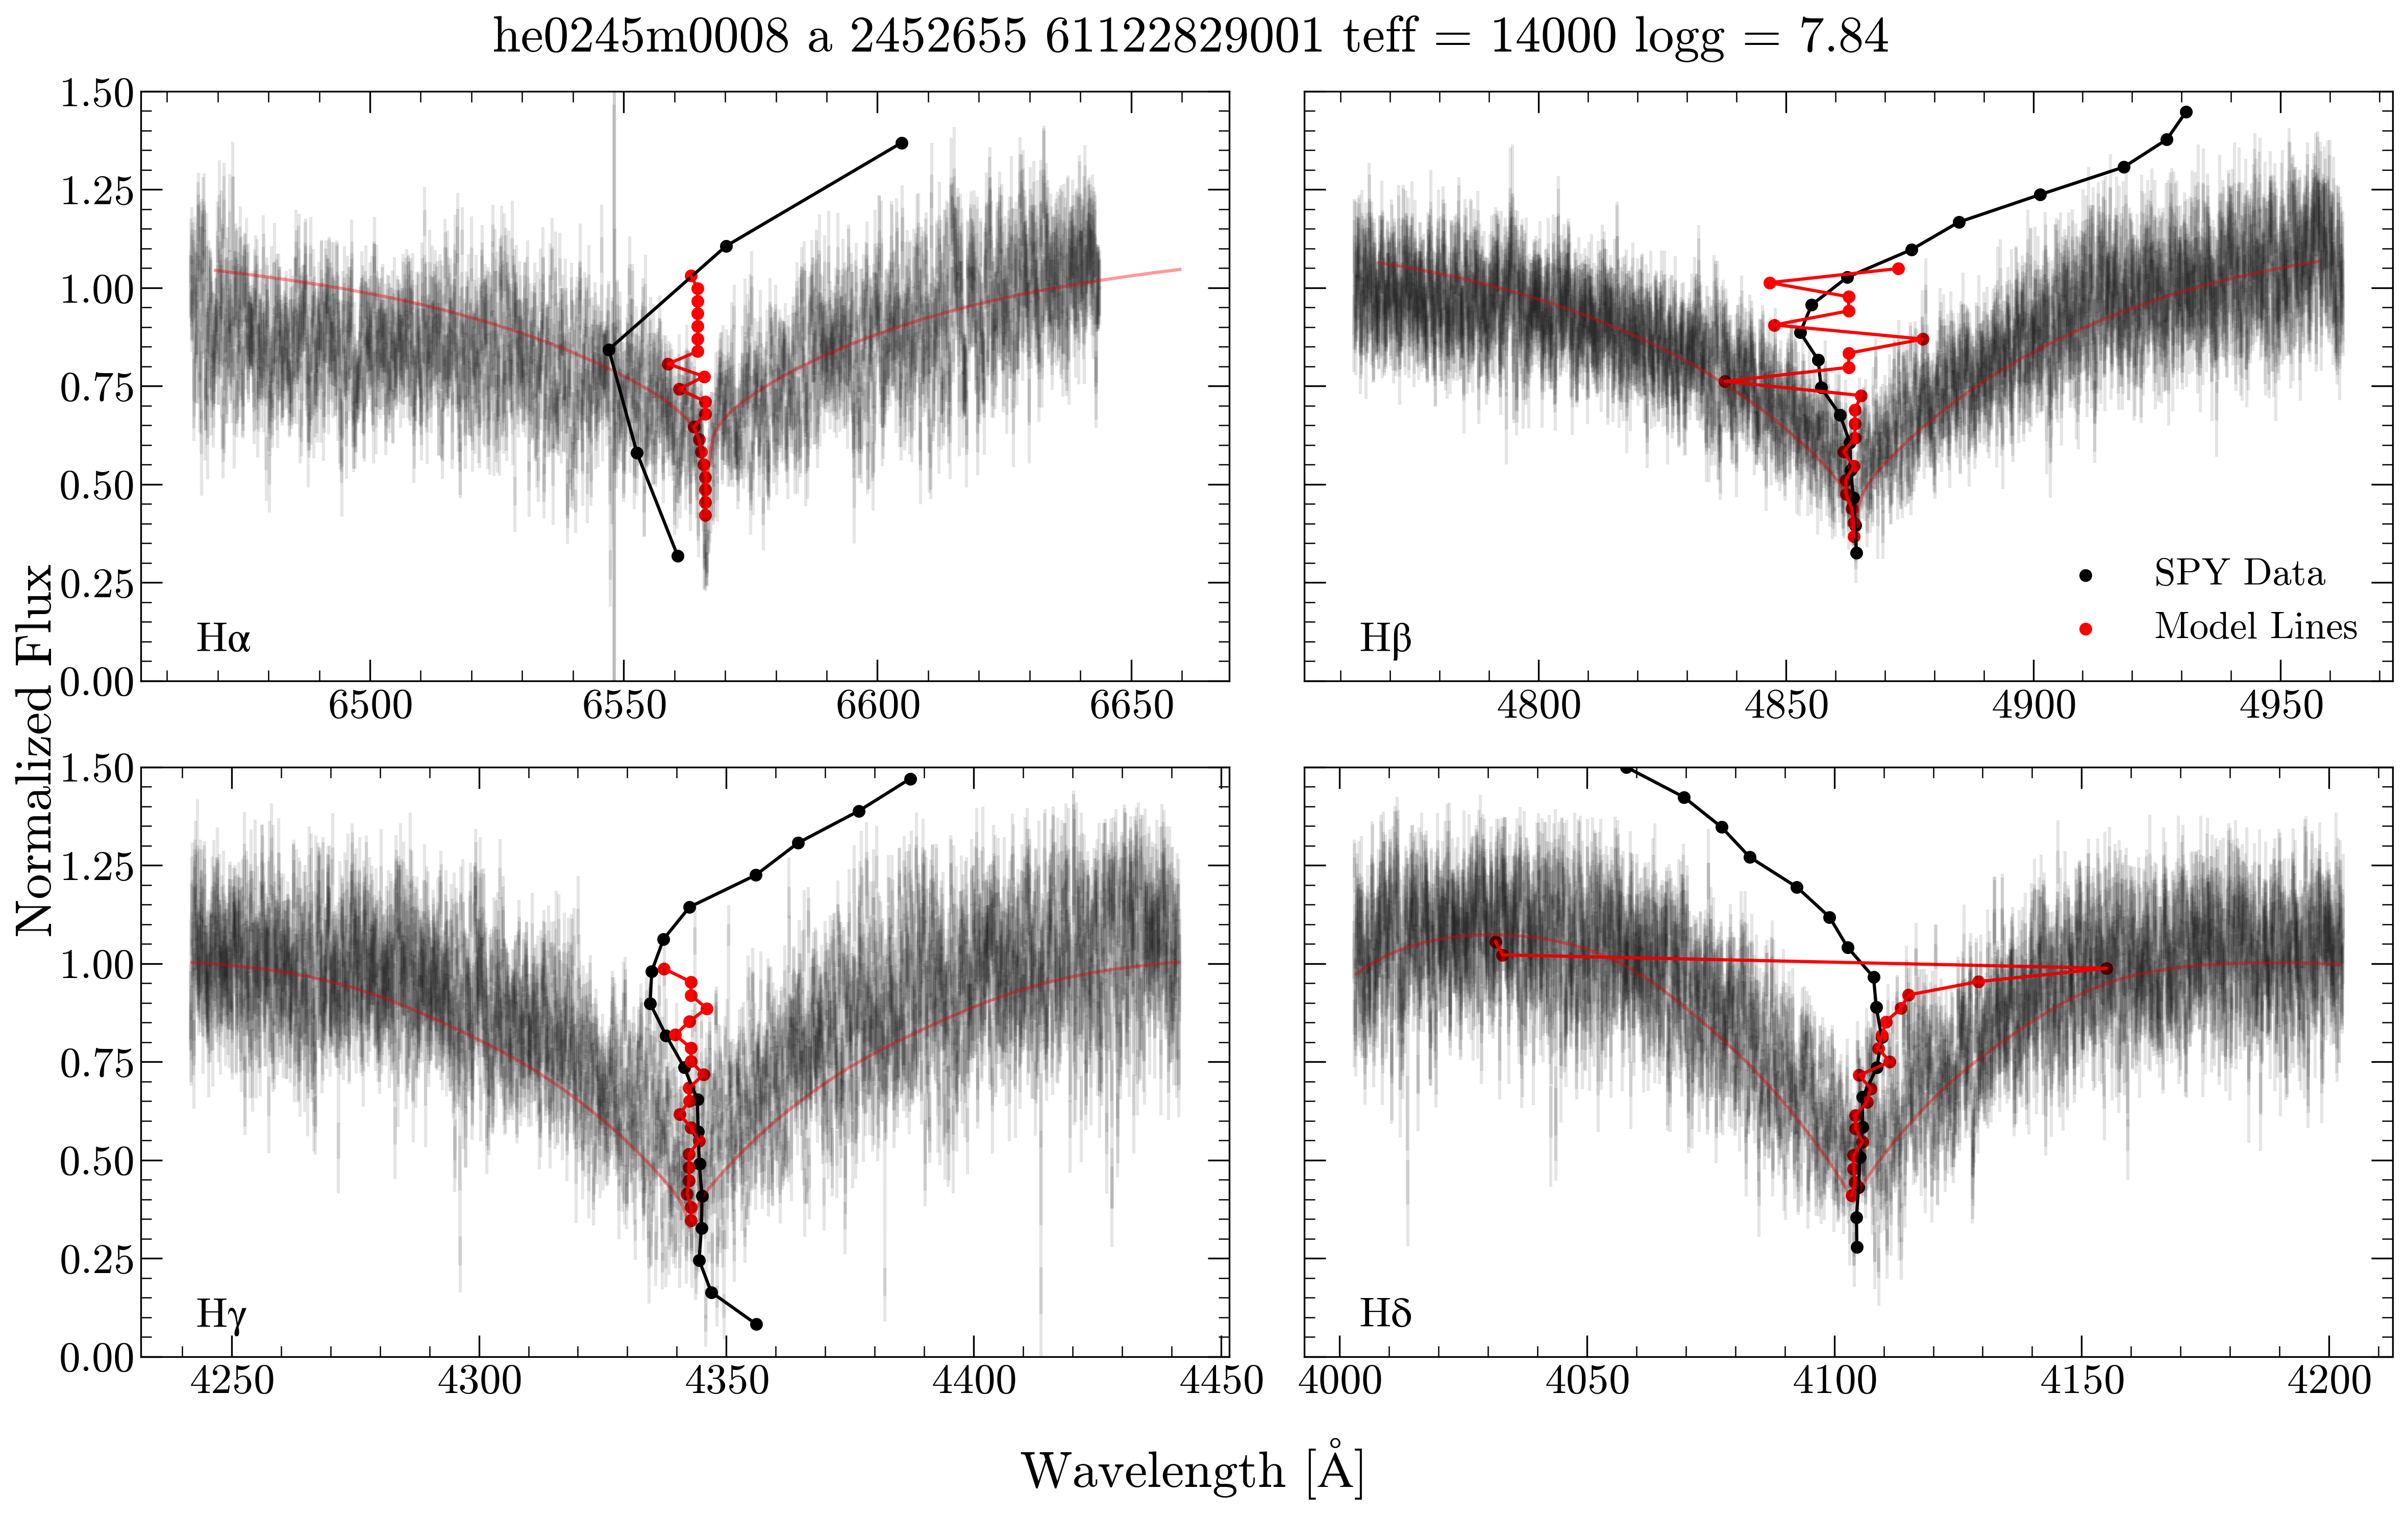 he0245m0008 a 2452655 61122829001 teff = 14000 logg = 7.84
Normalized Flux
1.50
1.25
1.00
0.75
0.50
0.25
0.00
Hα
6500 6550 6600 6650
Hβ
SPY Data
Model Lines
4800 4850 4900 4950
1.50
1.25
1.00
0.75
0.50
0.25
0.00
Hγ
4250 4300 4350 4400 4450
Hδ
4000 4050 4100 4150 4200
Wavelength [Å]